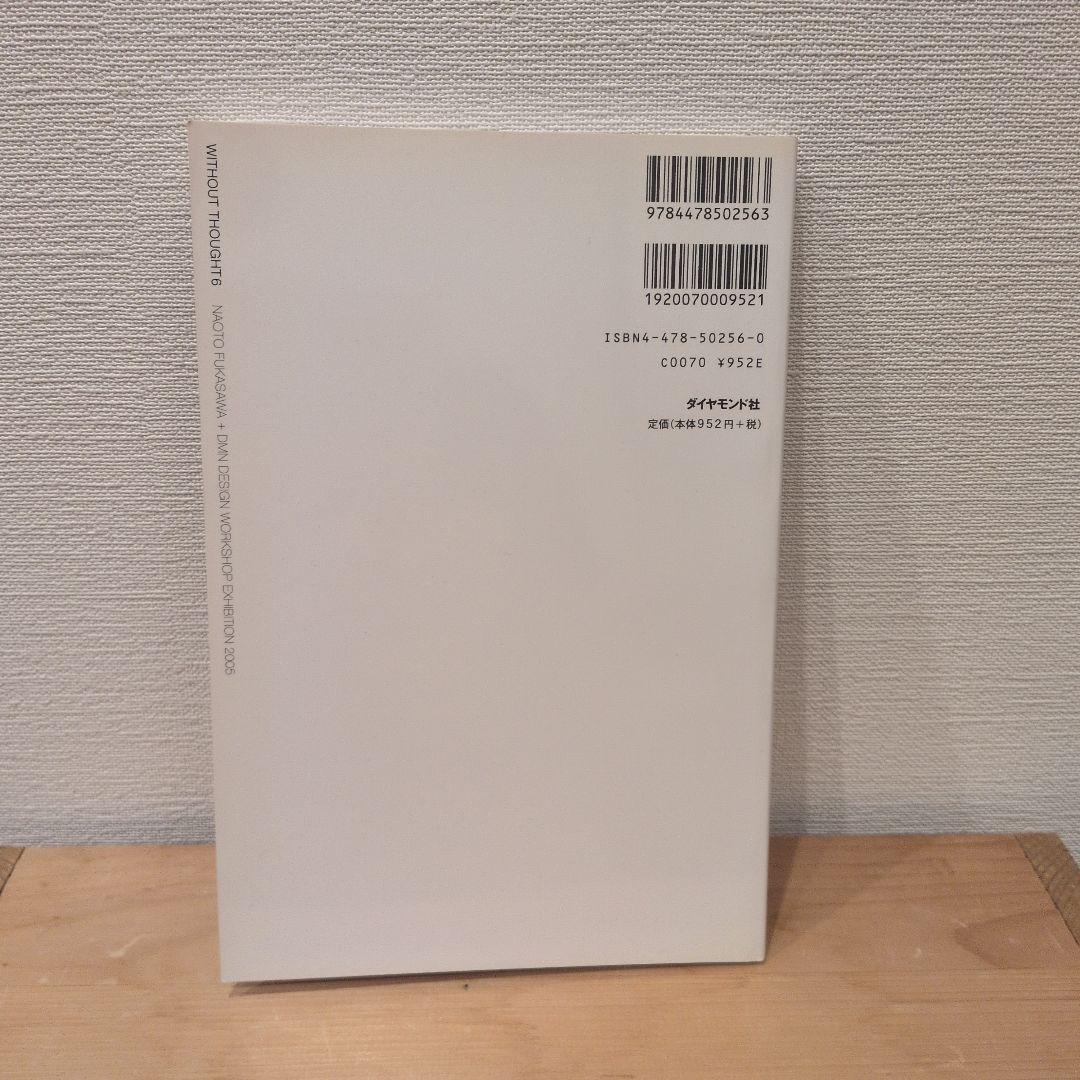 WITHOUT THOUGHT6 NAOTO FUKASAWA + DMN DESIGN WORKSHOP EXHIBITION 2005
9784478502563
1920070009521
ISBN4-478-50256-0
C0070 ¥952E
ダイヤモンド社
定価(本体952円+税)